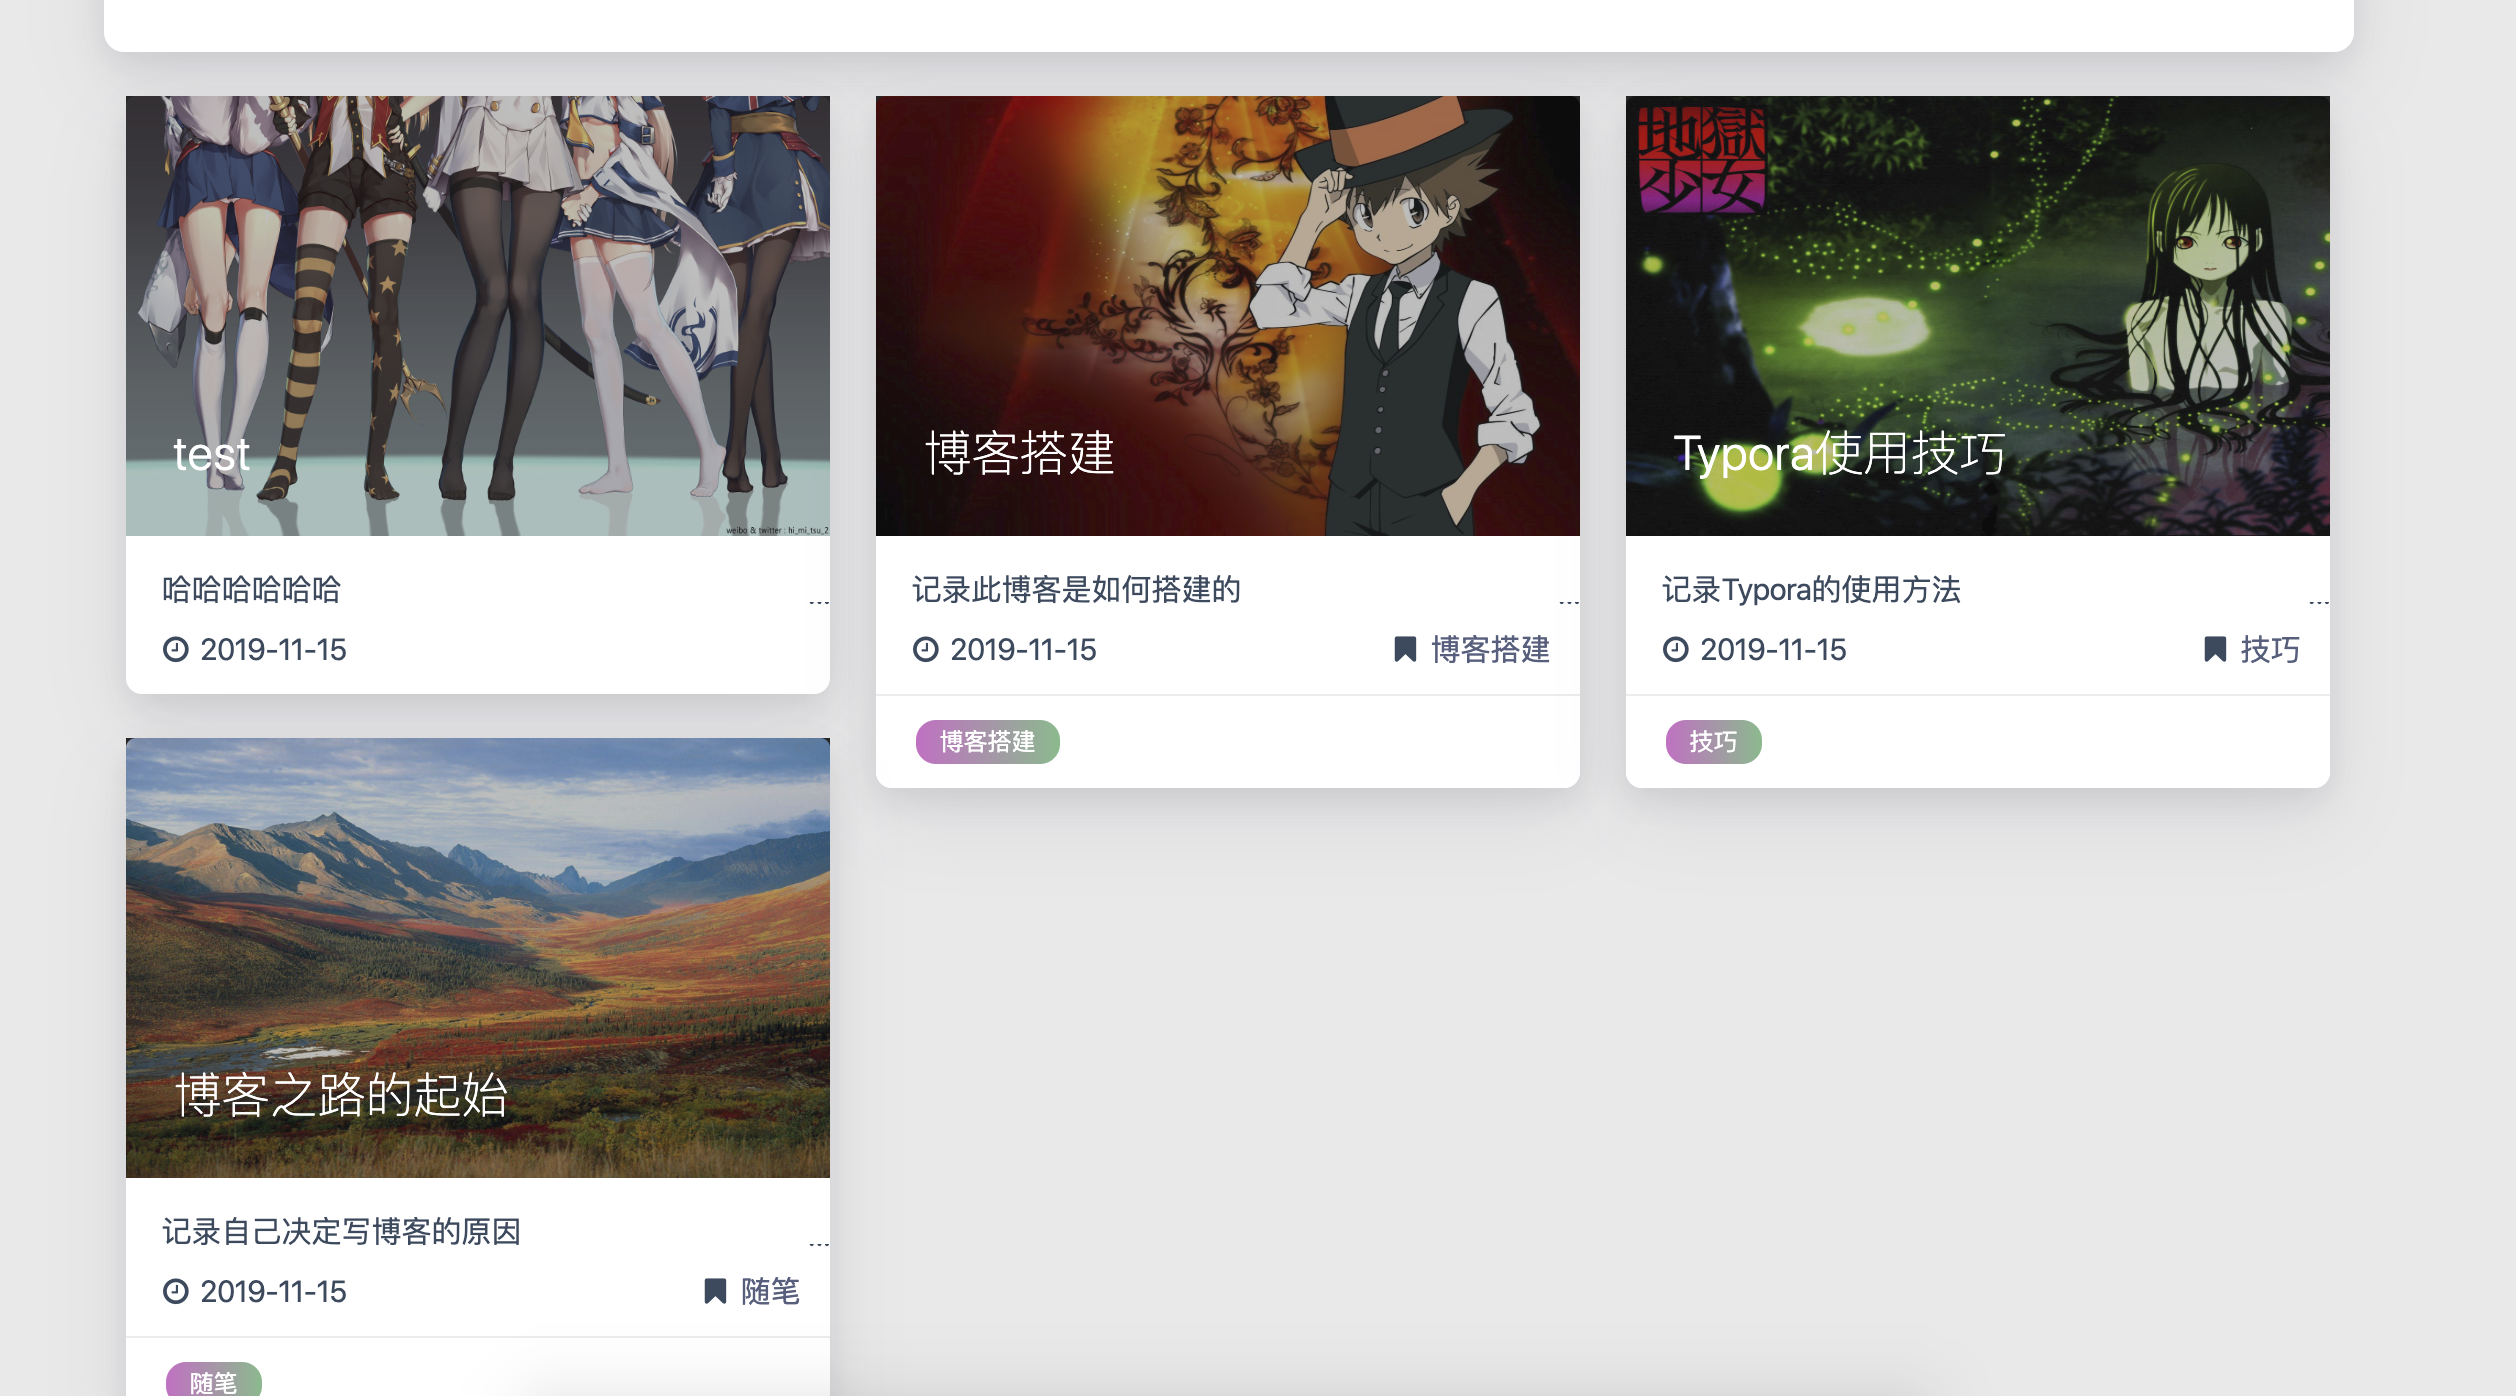 test
weibo & twitter : hi_mi_tsu_2
哈哈哈哈哈哈
...
2019-11-15
博客搭建
记录此博客是如何搭建的
...
2019-11-15
博客搭建
博客搭建
地獄
少女
Typora使用技巧
记录Typora的使用方法
...
2019-11-15
技巧
技巧
博客之路的起始
记录自己决定写博客的原因
...
2019-11-15
随笔
随笔